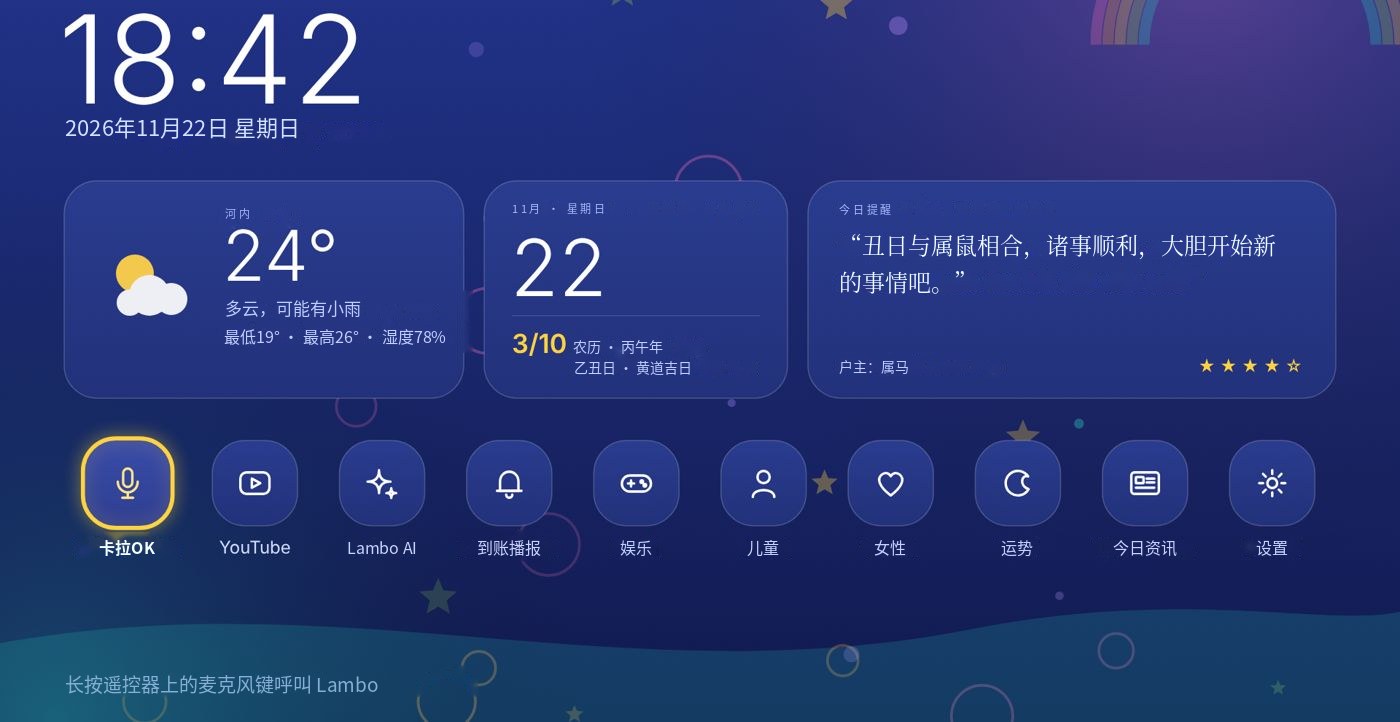 18:42
2026年11月22日 星期日
河内
24°
多云，可能有小雨
最低19° · 最高26° · 湿度78%
11月 · 星期日
22
3/10 农历 · 丙午年
乙丑日 · 黄道吉日
今日提醒
“丑日与属鼠相合，诸事顺利，大胆开始新
的事情吧。”
户主：属马
★★★★☆
卡拉OK
YouTube
Lambo AI
到账播报
娱乐
儿童
女性
运势
今日资讯
设置
长按遥控器上的麦克风键呼叫 Lambo